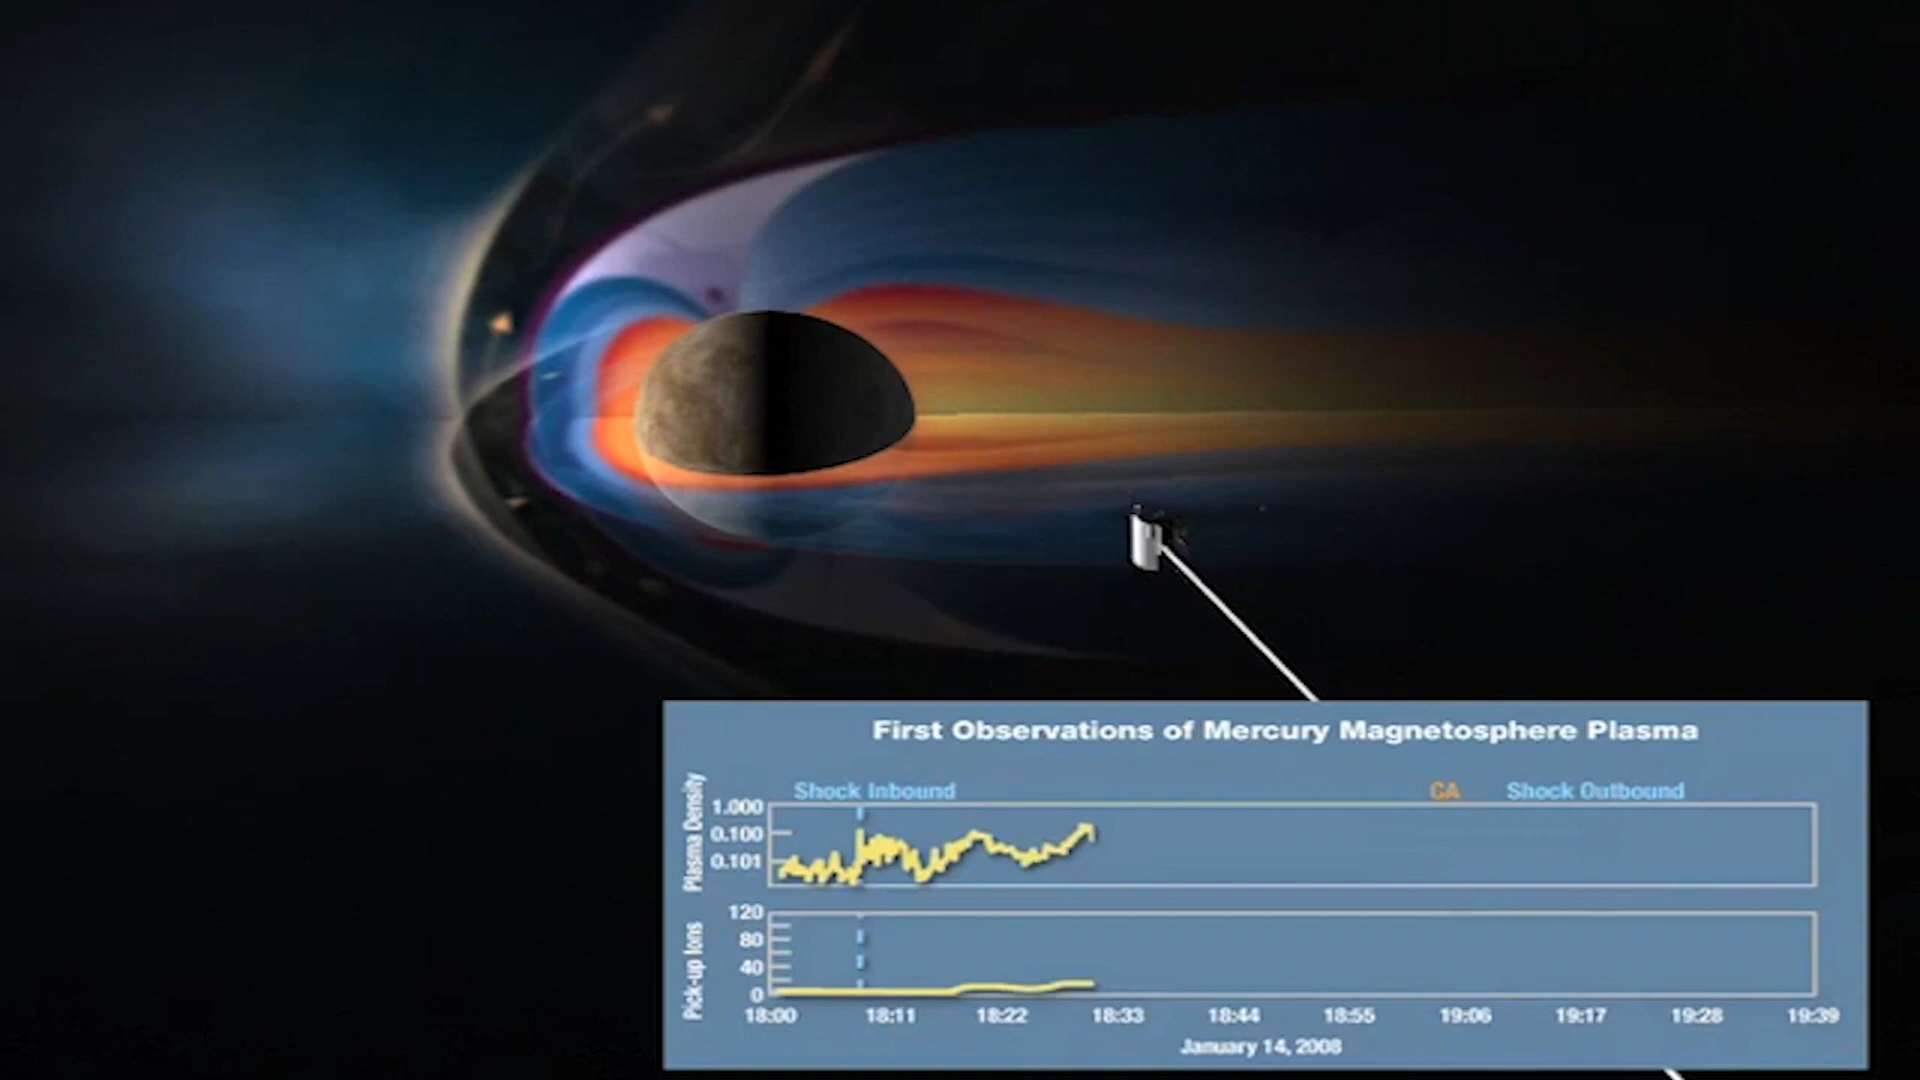 First Observations of Mercury Magnetosphere Plasma
Shock Inbound CA Shock Outbound
Plasma Density
1.000
0.100
0.101
Pick-up Ions
120
80
40
0
18:00 18:11 18:22 18:33 18:44 18:55 19:06 19:17 19:28 19:39
January 14, 2008